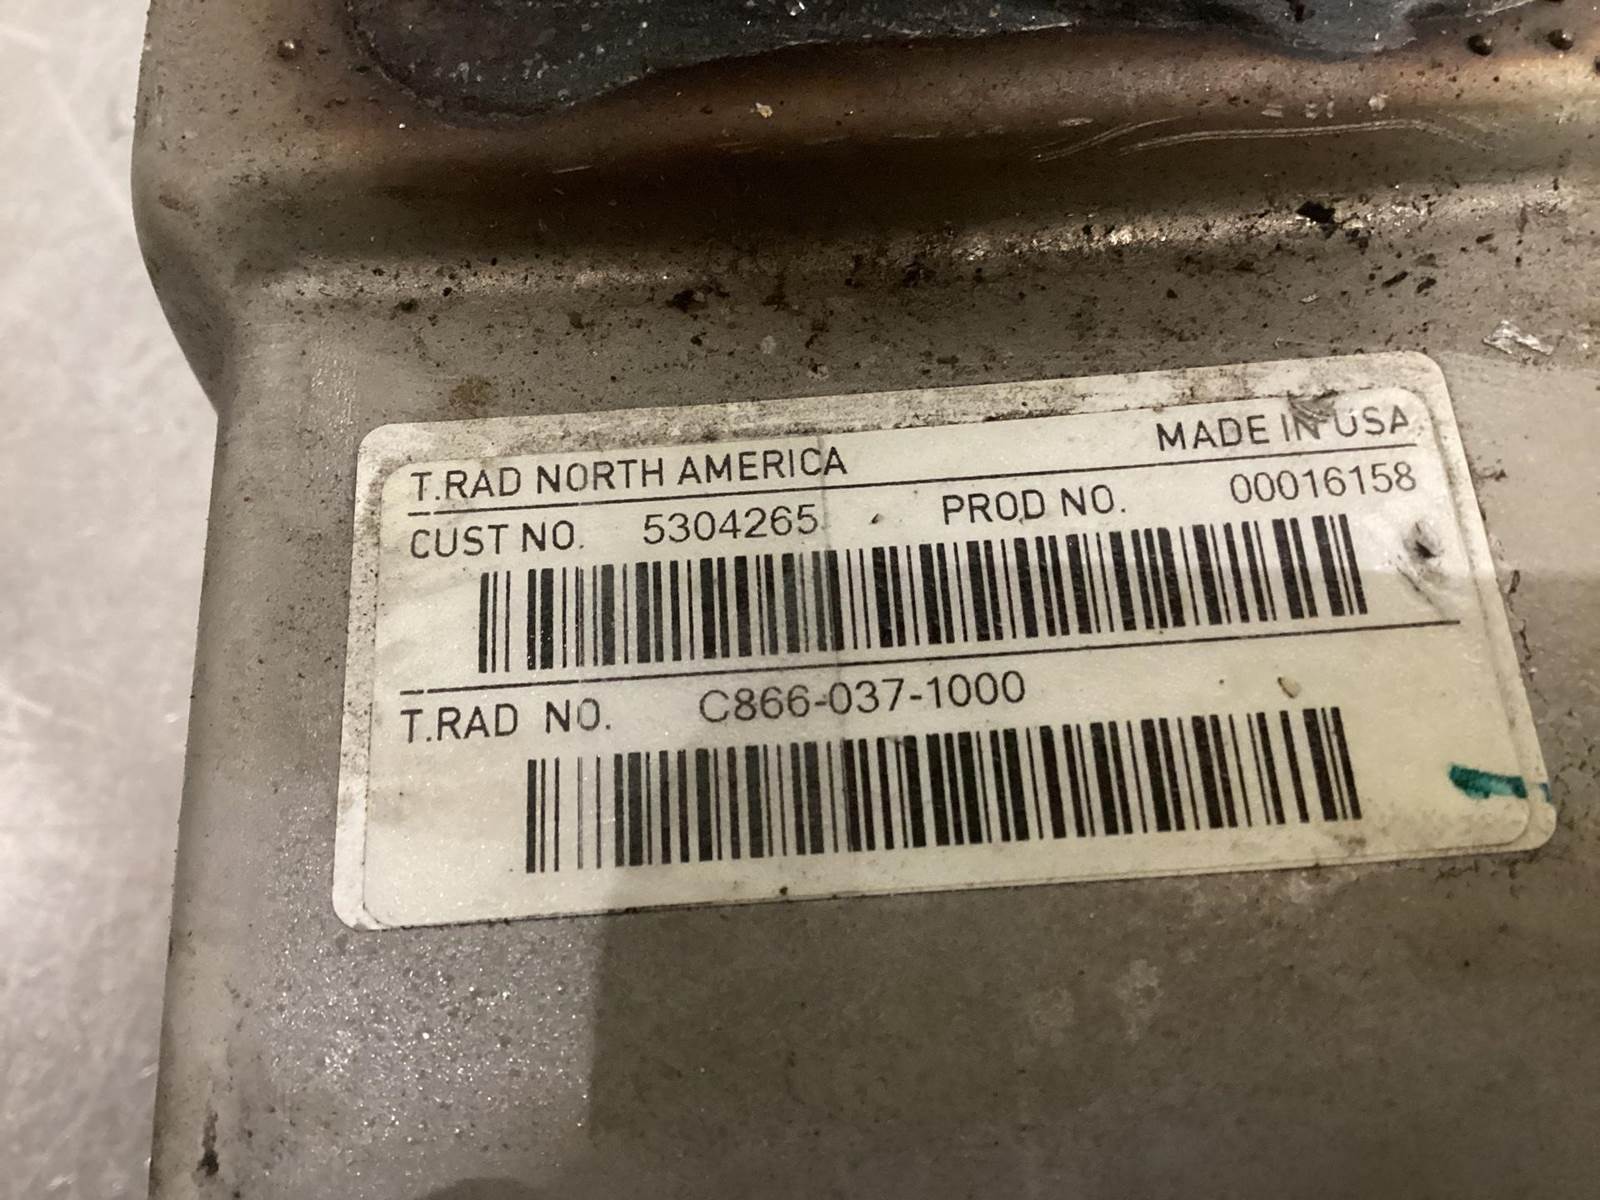 T.RAD NORTH AMERICA MADE IN USA
CUST NO. 5304265 PROD NO. 00016158
T.RAD NO. C866-037-1000